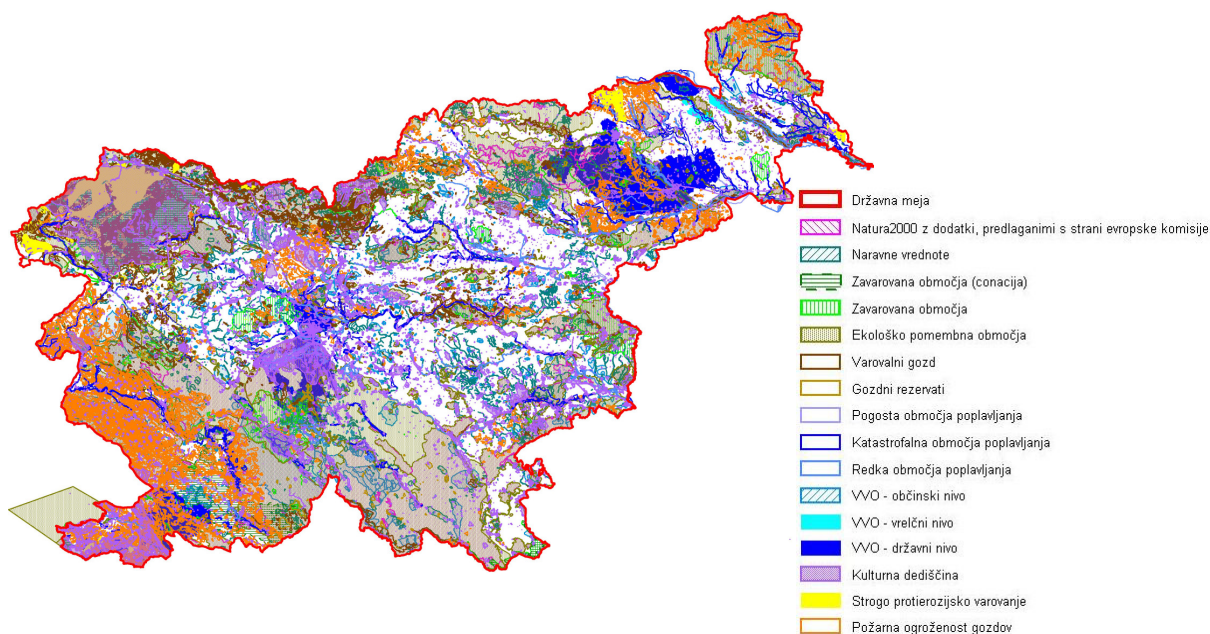 Državna meja
Natura2000 z dodatki, predlaganimi s strani evropske komisije
Naravne vrednote
Zavarovana območja (conacija)
Zavarovana območja
Ekološko pomembna območja
Varovalni gozd
Gozdni rezervati
Pogosta območja poplavljanja
Katastrofalna območja poplavljanja
Redka območja poplavljanja
VVO - občinski nivo
VVO - vrelčni nivo
VVO - državni nivo
Kulturna dediščina
Strogo protierozijsko varovanje
Požarna ogroženost gozdov